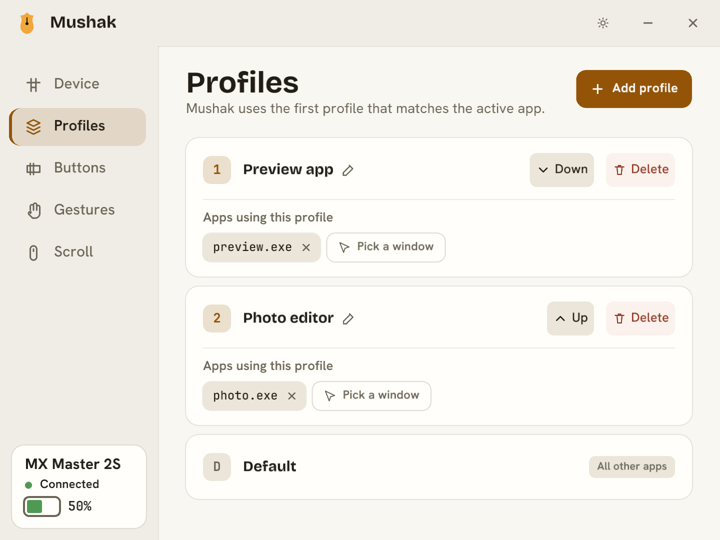 Mushak
Device
Profiles
Buttons
Gestures
Scroll
MX Master 2S
Connected
50%
Profiles
Mushak uses the first profile that matches the active app.
Add profile
1 Preview app Down Delete
Apps using this profile
preview.exe Pick a window
2 Photo editor Up Delete
Apps using this profile
photo.exe Pick a window
D Default All other apps